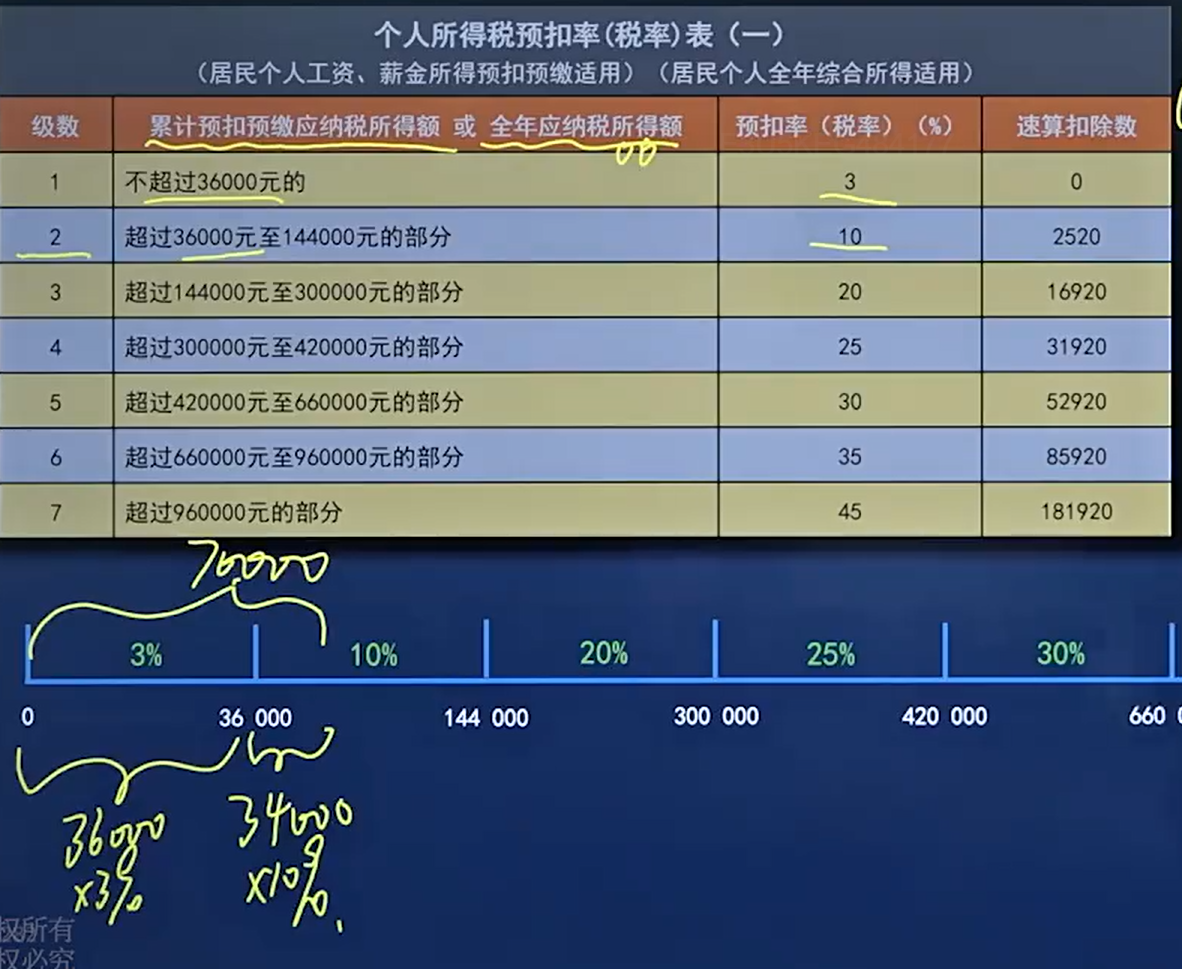 个人所得税预扣率(税率)表（一）
（居民个人工资、薪金所得预扣预缴适用）（居民个人全年综合所得适用）
级数 累计预扣预缴应纳税所得额 或 全年应纳税所得额 预扣率（税率）（%） 速算扣除数
1 不超过36000元的 3 0
2 超过36000元至144000元的部分 10 2520
3 超过144000元至300000元的部分 20 16920
4 超过300000元至420000元的部分 25 31920
5 超过420000元至660000元的部分 30 52920
6 超过660000元至960000元的部分 35 85920
7 超过960000元的部分 45 181920
70000
3% 10% 20% 25% 30%
0 36 000 144 000 300 000 420 000 660
36000 34000
×3% ×10%
权所有
权必究